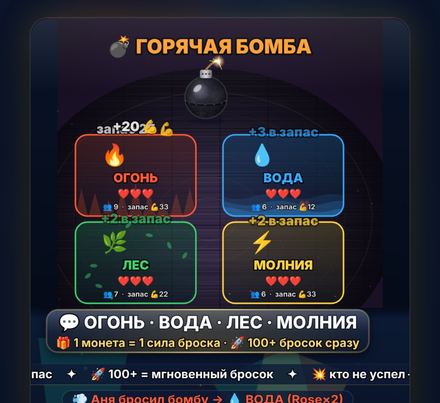 ГОРЯЧАЯ БОМБА
+20
+3 в запас
ОГОНЬ
ВОДА
9 · запас 33
6 · запас 12
+2 в запас
+2 в запас
ЛЕС
МОЛНИЯ
7 · запас 22
6 · запас 33
ОГОНЬ · ВОДА · ЛЕС · МОЛНИЯ
1 монета = 1 сила броска · 100+ бросок сразу
пас ✦ 100+ = мгновенный бросок ✦ кто не успел
Аня бросил бомбу → ВОДА (Rose×2)